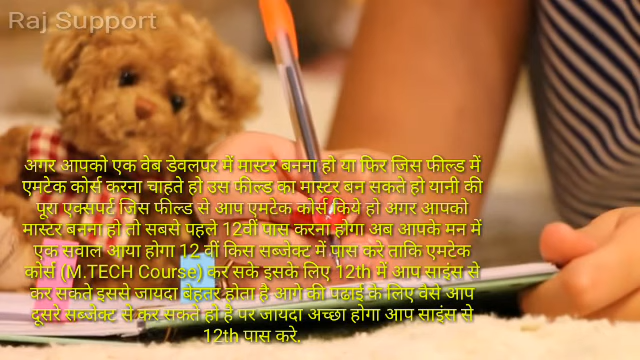 Raj Support
अगर आपको एक वेब डेवलपर में मास्टर बनना हो या फिर जिस फील्ड में
एमटेक कोर्स करना चाहते हो उस फील्ड का मास्टर बन सकते हो यानी की
पूरा एक्सपर्ट जिस फील्ड से आप एमटेक कोर्स किये हो अगर आपको
मास्टर बनना हो तो सबसे पहले 12वीं पास करना होगा अब आपके मन में
एक सवाल आया होगा 12 वीं किस सब्जेक्ट में पास करे ताकि एमटेक
कोर्स (M.TECH Course) कर सके इसके लिए 12th में आप साइंस से
कर सकते इससे जायदा बेहतर होता है आगे की पढाई के लिए वैसे आप
दूसरे सब्जेक्ट से कर सकते हो है पर जायदा अच्छा होगा आप साइंस से
12th पास करे.